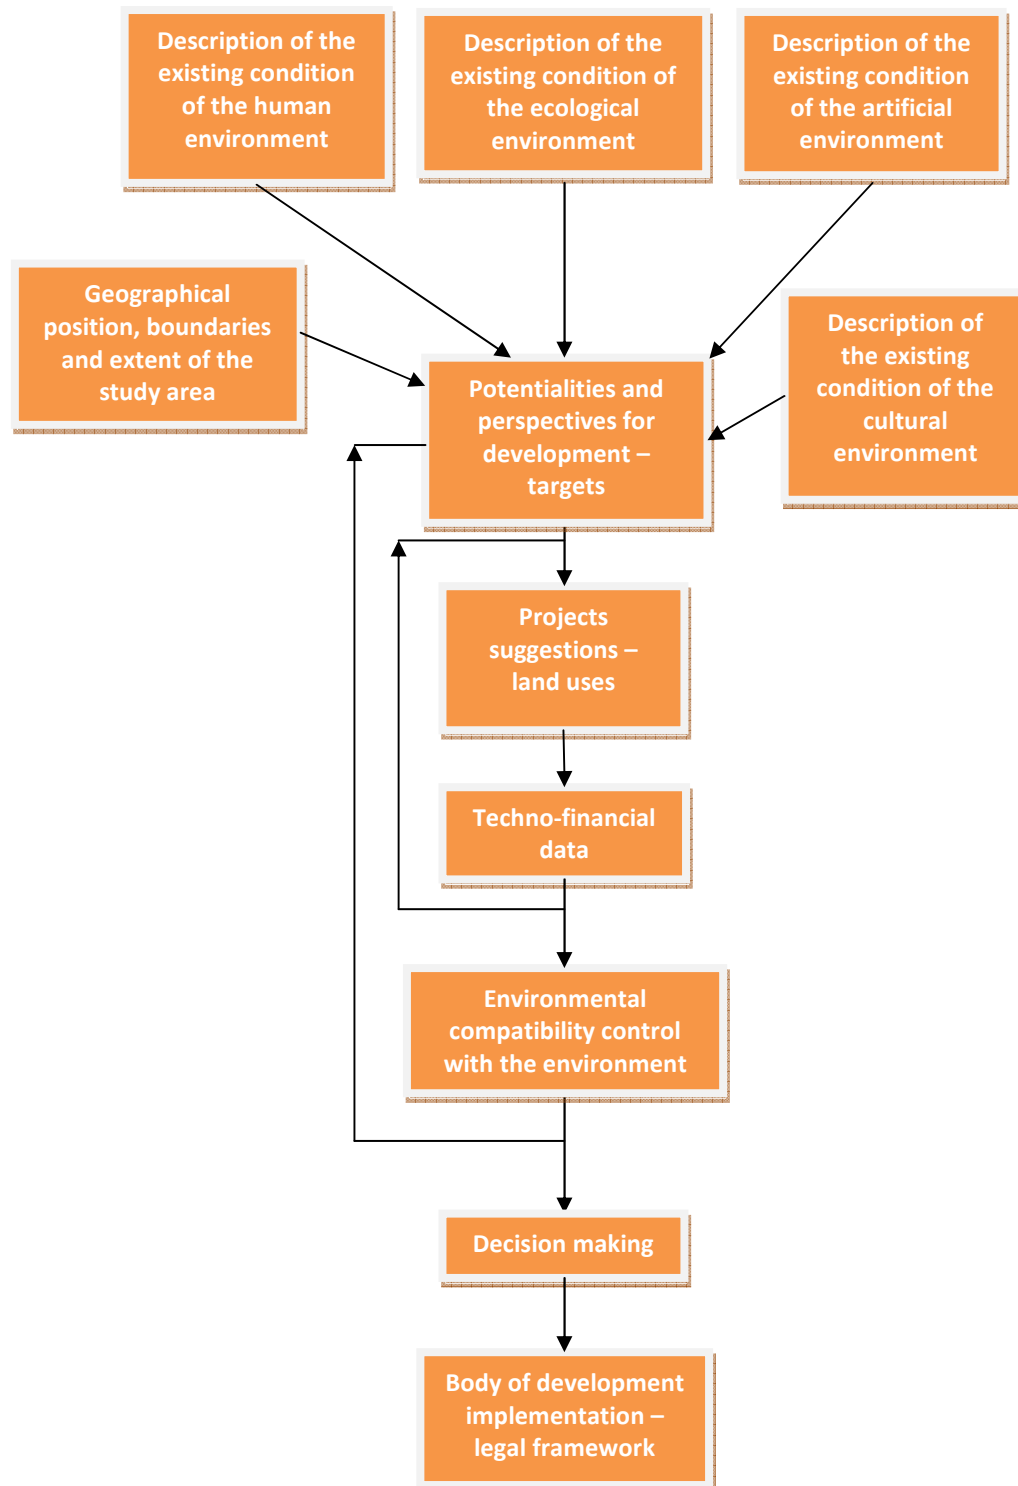 Description of the
existing condition
of the human
environment
Description of the
existing condition of
the ecological
environment
Description of the
existing condition
of the artificial
environment
Geographical
position, boundaries
and extent of the
study area
Description of
the existing
condition of the
cultural
environment
Potentialities and
perspectives for
development –
targets
Projects
suggestions –
land uses
Techno-financial
data
Environmental
compatibility control
with the environment
Decision making
Body of development
implementation –
legal framework